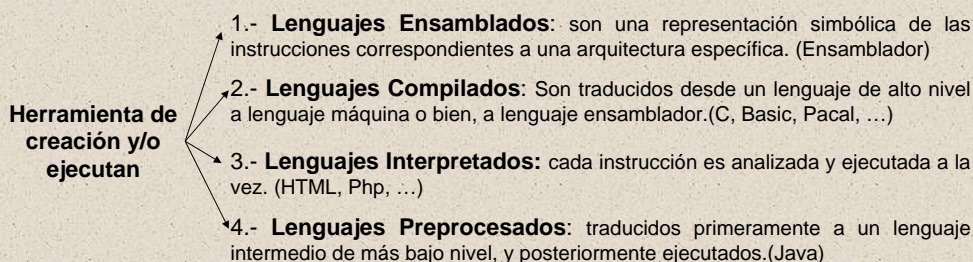 Herramienta de
creación y/o
ejecutan
1.- Lenguajes Ensamblados: son una representación simbólica de las
instrucciones correspondientes a una arquitectura específica. (Ensamblador)
2.- Lenguajes Compilados: Son traducidos desde un lenguaje de alto nivel
a lenguaje máquina o bien, a lenguaje ensamblador.(C, Basic, Pacal, …)
3.- Lenguajes Interpretados: cada instrucción es analizada y ejecutada a la
vez. (HTML, Php, …)
4.- Lenguajes Preprocesados: traducidos primeramente a un lenguaje
intermedio de más bajo nivel, y posteriormente ejecutados.(Java)